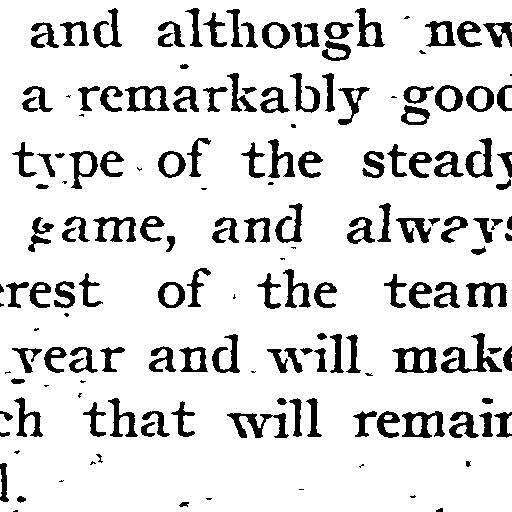 and although new
a remarkably good
type of the steady
game, and always
erest of the team
year and will make
ch that will remain
l.